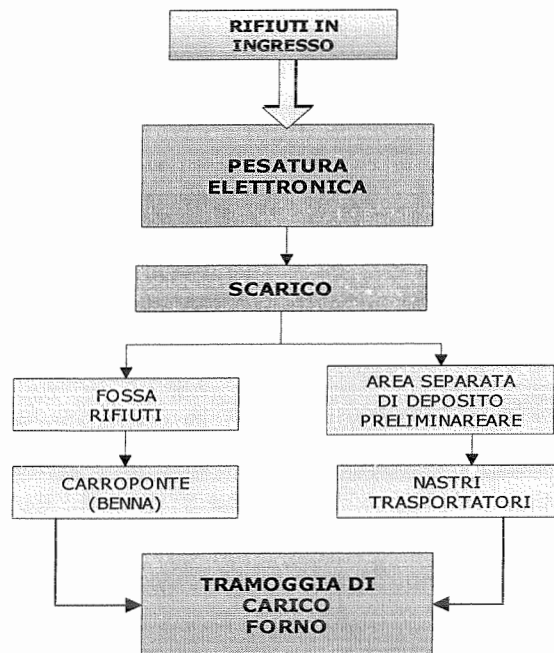 RIFIUTI IN
INGRESSO
PESATURA
ELETTRONICA
SCARICO
FOSSA
RIFIUTI
AREA SEPARATA
DI DEPOSITO
PRELIMINAREARE
CARROPONTE
(BENNA)
NASTRI
TRASPORTATORI
TRAMOGGIA DI
CARICO
FORNO